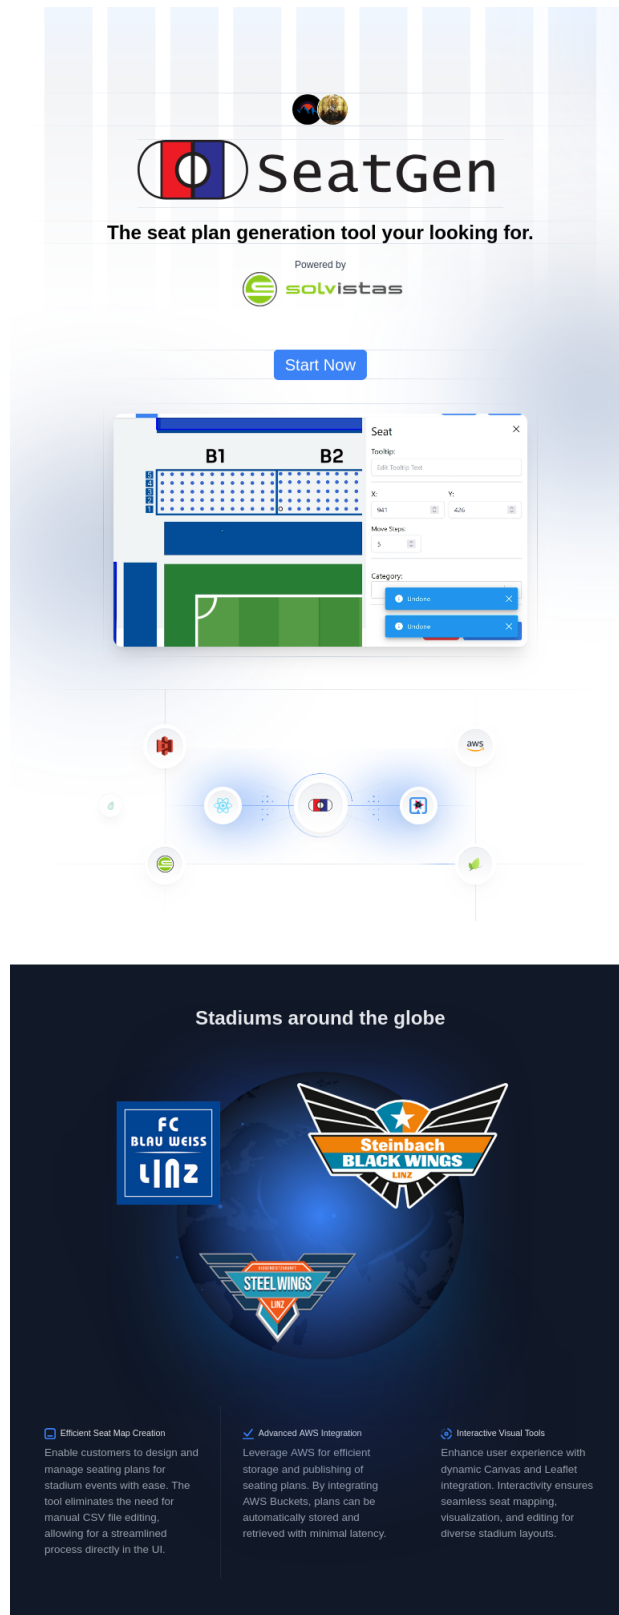 SeatGen
The seat plan generation tool your looking for.
Powered by
solvistas
Start Now
B1
B2
5
4
3
2
1
Seat
Tooltip:
Edit Tooltip Text
X:
Y:
941
426
Move Steps:
5
Category:
Undone
Undone
aws
Stadiums around the globe
FC
BLAU WEISS
LINZ
Steinbach
BLACK WINGS
LINZ
STEEL WINGS
LINZ
Efficient Seat Map Creation
Enable customers to design and
manage seating plans for
stadium events with ease. The
tool eliminates the need for
manual CSV file editing,
allowing for a streamlined
process directly in the UI.
Advanced AWS Integration
Leverage AWS for efficient
storage and publishing of
seating plans. By integrating
AWS Buckets, plans can be
automatically stored and
retrieved with minimal latency.
Interactive Visual Tools
Enhance user experience with
dynamic Canvas and Leaflet
integration. Interactivity ensures
seamless seat mapping,
visualization, and editing for
diverse stadium layouts.